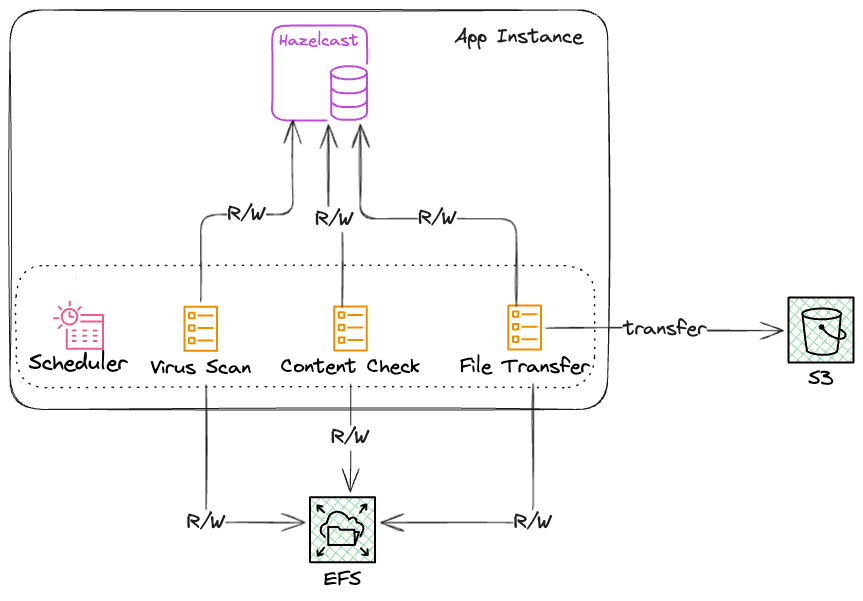 Hazelcast
App Instance
R/W
R/W
R/W
Scheduler
Virus Scan
Content Check
File Transfer
transfer
S3
R/W
R/W
R/W
EFS